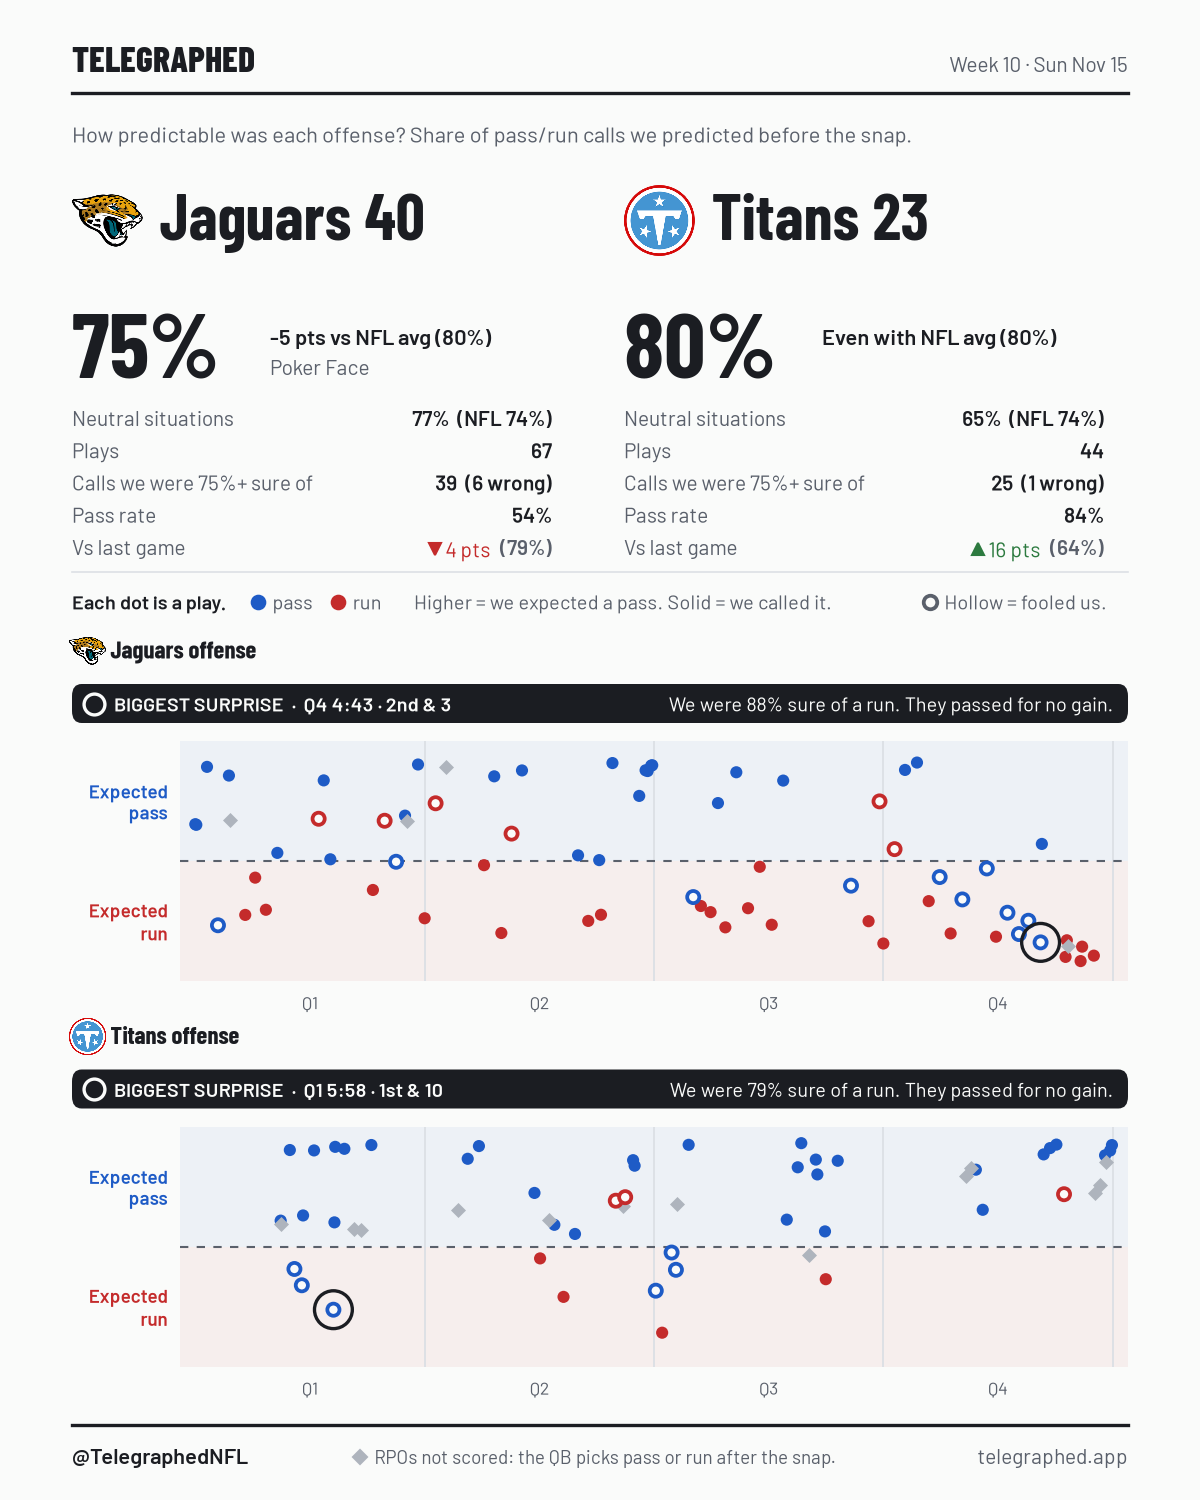 TELEGRAPHED
Week 10 · Sun Nov 15
How predictable was each offense? Share of pass/run calls we predicted before the snap.
Jaguars 40
Titans 23
75%
-5 pts vs NFL avg (80%)
Poker Face
80%
Even with NFL avg (80%)
Neutral situations 77% (NFL 74%)
Plays 67
Calls we were 75%+ sure of 39 (6 wrong)
Pass rate 54%
Vs last game ▼4 pts (79%)
Neutral situations 65% (NFL 74%)
Plays 44
Calls we were 75%+ sure of 25 (1 wrong)
Pass rate 84%
Vs last game ▲16 pts (64%)
Each dot is a play. pass run Higher = we expected a pass. Solid = we called it. Hollow = fooled us.
Jaguars offense
BIGGEST SURPRISE · Q4 4:43 · 2nd & 3 We were 88% sure of a run. They passed for no gain.
Expected
pass
Expected
run
Q1 Q2 Q3 Q4
Titans offense
BIGGEST SURPRISE · Q1 5:58 · 1st & 10 We were 79% sure of a run. They passed for no gain.
Expected
pass
Expected
run
Q1 Q2 Q3 Q4
@TelegraphedNFL
RPOs not scored: the QB picks pass or run after the snap.
telegraphed.app